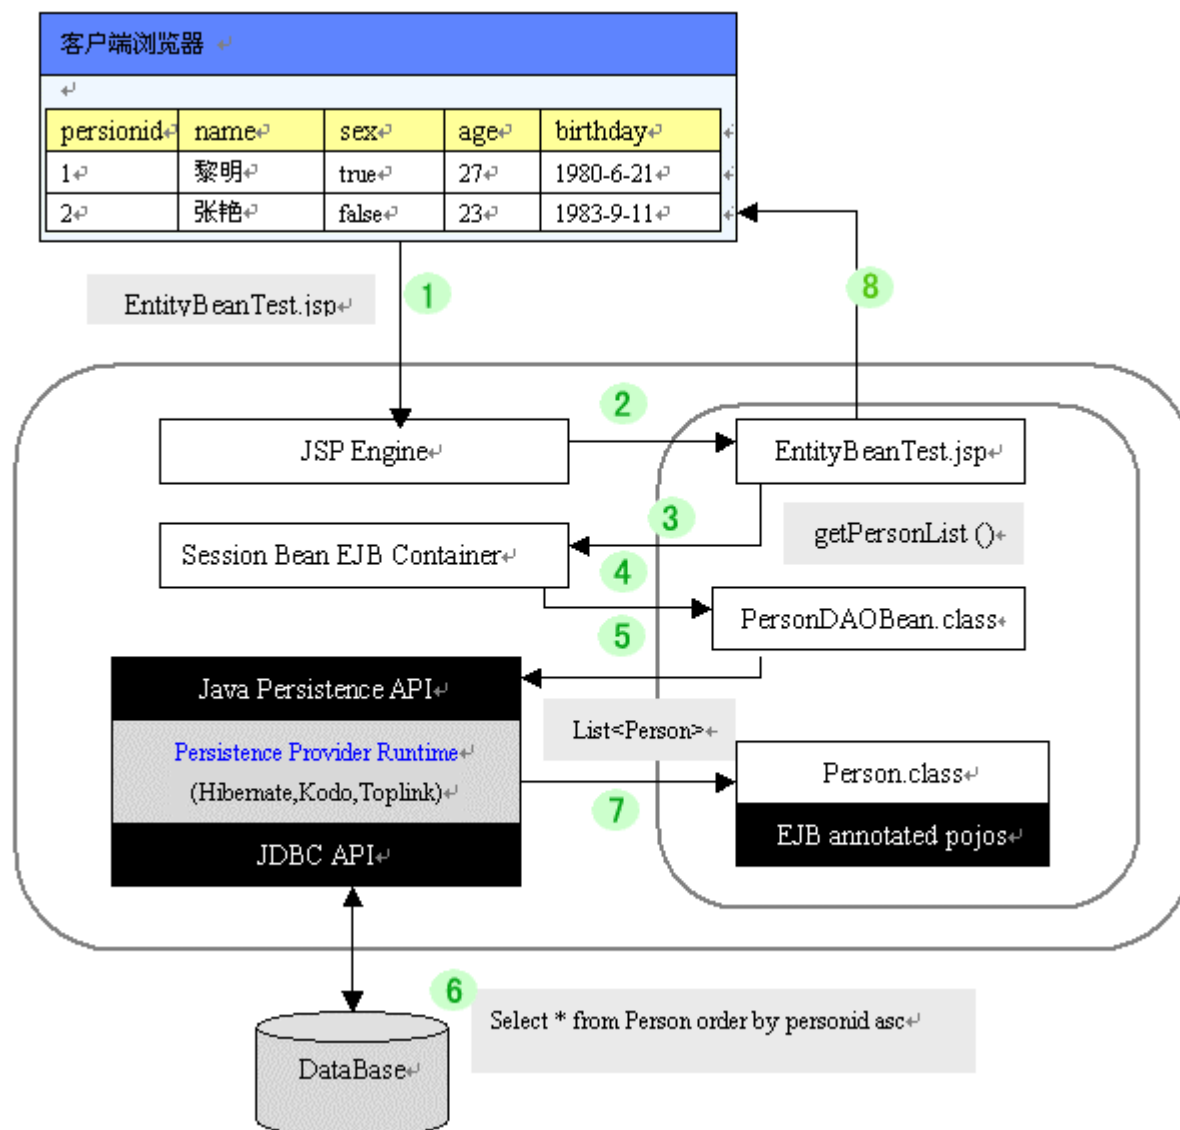 客户端浏览器
persionid name sex age birthday
1 黎明 true 27 1980-6-21
2 张艳 false 23 1983-9-11
EntityBeanTest.jsp
1
8
2
JSP Engine
EntityBeanTest.jsp
3
getPersonList ()
Session Bean EJB Container
4
PersonDAOBean.class
5
Java Persistence API
List<Person>
Persistence Provider Runtime
(Hibernate,Kodo,Toplink)
Person.class
7
EJB annotated pojos
JDBC API
6
Select * from Person order by personid asc
DataBase